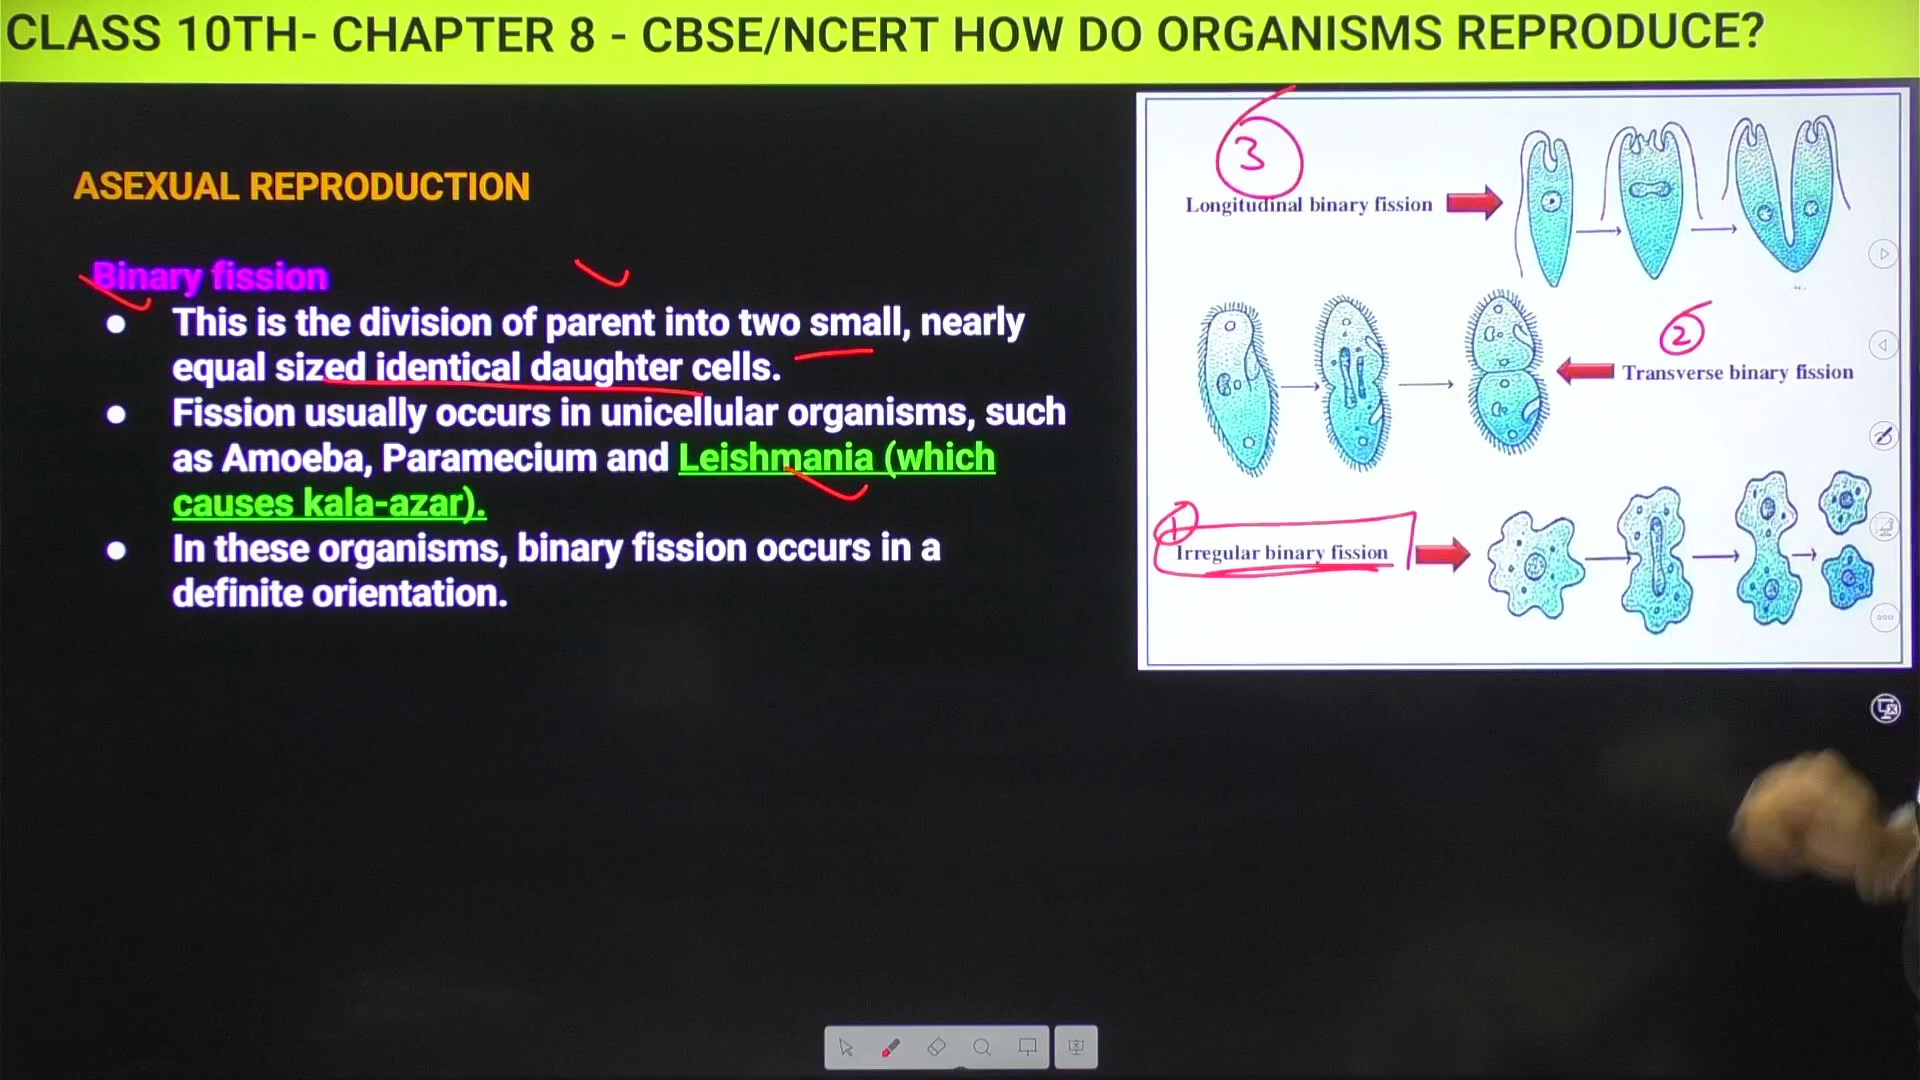 CLASS 10TH- CHAPTER 8 - CBSE/NCERT HOW DO ORGANISMS REPRODUCE?
ASEXUAL REPRODUCTION
Binary fission
● This is the division of parent into two small, nearly
equal sized identical daughter cells.
● Fission usually occurs in unicellular organisms, such
as Amoeba, Paramecium and Leishmania (which
causes kala-azar).
● In these organisms, binary fission occurs in a
definite orientation.
3
Longitudinal binary fission
2
Transverse binary fission
1
Irregular binary fission